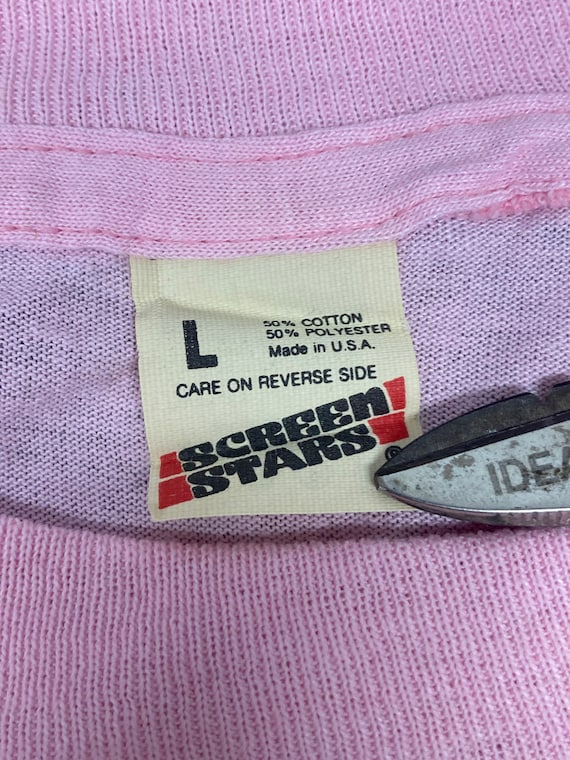 L
50% COTTON
50% POLYESTER
Made in U.S.A.
CARE ON REVERSE SIDE
SCREEN
STARS
®
IDEA